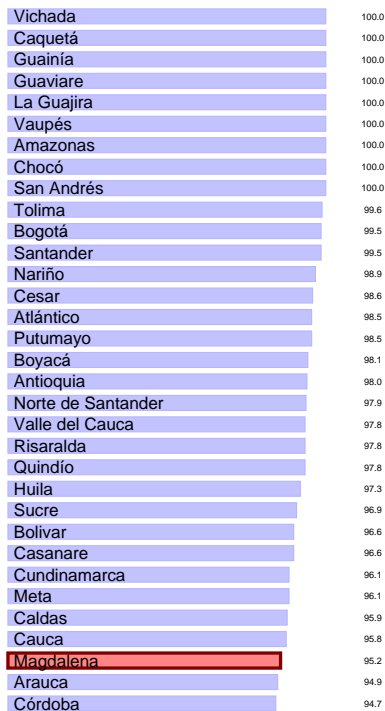 Vichada 100.0
Caquetá 100.0
Guainía 100.0
Guaviare 100.0
La Guajira 100.0
Vaupés 100.0
Amazonas 100.0
Chocó 100.0
San Andrés 100.0
Tolima 99.6
Bogotá 99.5
Santander 99.5
Nariño 98.9
Cesar 98.6
Atlántico 98.5
Putumayo 98.5
Boyacá 98.1
Antioquia 98.0
Norte de Santander 97.9
Valle del Cauca 97.8
Risaralda 97.8
Quindío 97.8
Huila 97.3
Sucre 96.9
Bolivar 96.6
Casanare 96.6
Cundinamarca 96.1
Meta 96.1
Caldas 95.9
Cauca 95.8
Magdalena 95.2
Arauca 94.9
Córdoba 94.7